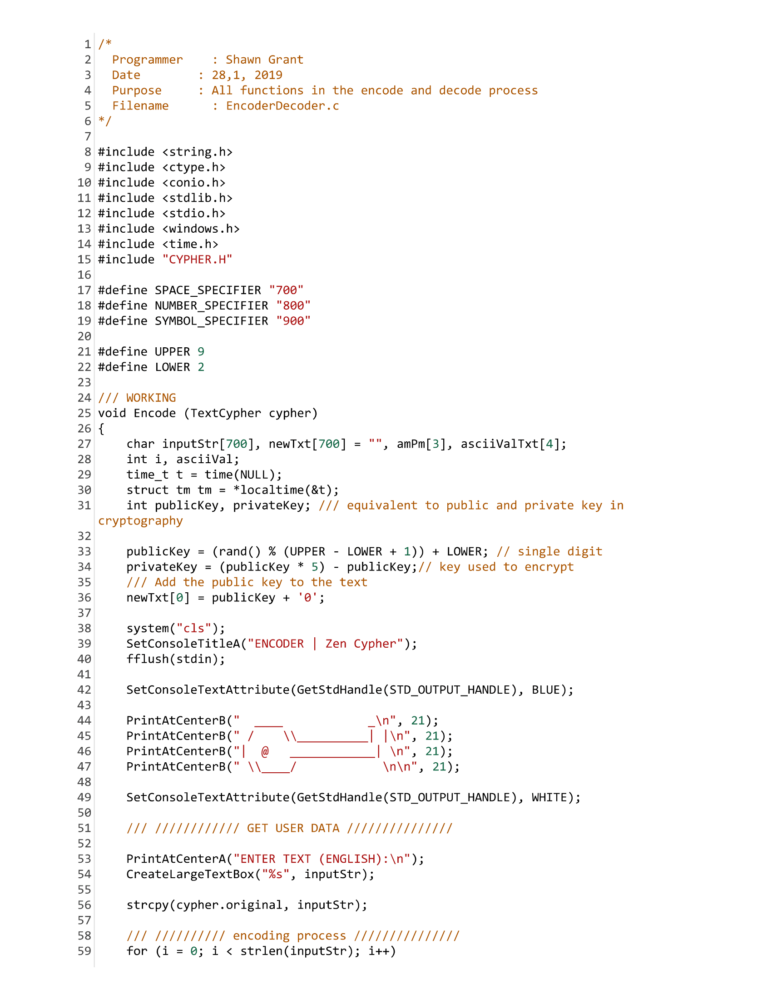 1 /*
2   Programmer    : Shawn Grant
3   Date        : 28,1, 2019
4   Purpose     : All functions in the encode and decode process
5   Filename      : EncoderDecoder.c
6 */
7
8 #include <string.h>
9 #include <ctype.h>
10 #include <conio.h>
11 #include <stdlib.h>
12 #include <stdio.h>
13 #include <windows.h>
14 #include <time.h>
15 #include "CYPHER.H"
16
17 #define SPACE_SPECIFIER "700"
18 #define NUMBER_SPECIFIER "800"
19 #define SYMBOL_SPECIFIER "900"
20
21 #define UPPER 9
22 #define LOWER 2
23
24 /// WORKING
25 void Encode (TextCypher cypher)
26 {
27     char inputStr[700], newTxt[700] = "", amPm[3], asciiValTxt[4];
28     int i, asciiVal;
29     time_t t = time(NULL);
30     struct tm tm = *localtime(&t);
31     int publicKey, privateKey; /// equivalent to public and private key in
cryptography
32
33     publicKey = (rand() % (UPPER - LOWER + 1)) + LOWER; // single digit
34     privateKey = (publicKey * 5) - publicKey;// key used to encrypt
35     /// Add the public key to the text
36     newTxt[0] = publicKey + '0';
37
38     system("cls");
39     SetConsoleTitleA("ENCODER | Zen Cypher");
40     fflush(stdin);
41
42     SetConsoleTextAttribute(GetStdHandle(STD_OUTPUT_HANDLE), BLUE);
43
44     PrintAtCenterB("  ____            _\n", 21);
45     PrintAtCenterB(" /    \\__________| |\n", 21);
46     PrintAtCenterB("|  @   ____________| \n", 21);
47     PrintAtCenterB(" \\____/            \n\n", 21);
48
49     SetConsoleTextAttribute(GetStdHandle(STD_OUTPUT_HANDLE), WHITE);
50
51     /// //////////// GET USER DATA ///////////////
52
53     PrintAtCenterA("ENTER TEXT (ENGLISH):\n");
54     CreateLargeTextBox("%s", inputStr);
55
56     strcpy(cypher.original, inputStr);
57
58     /// ////////// encoding process ///////////////
59     for (i = 0; i < strlen(inputStr); i++)